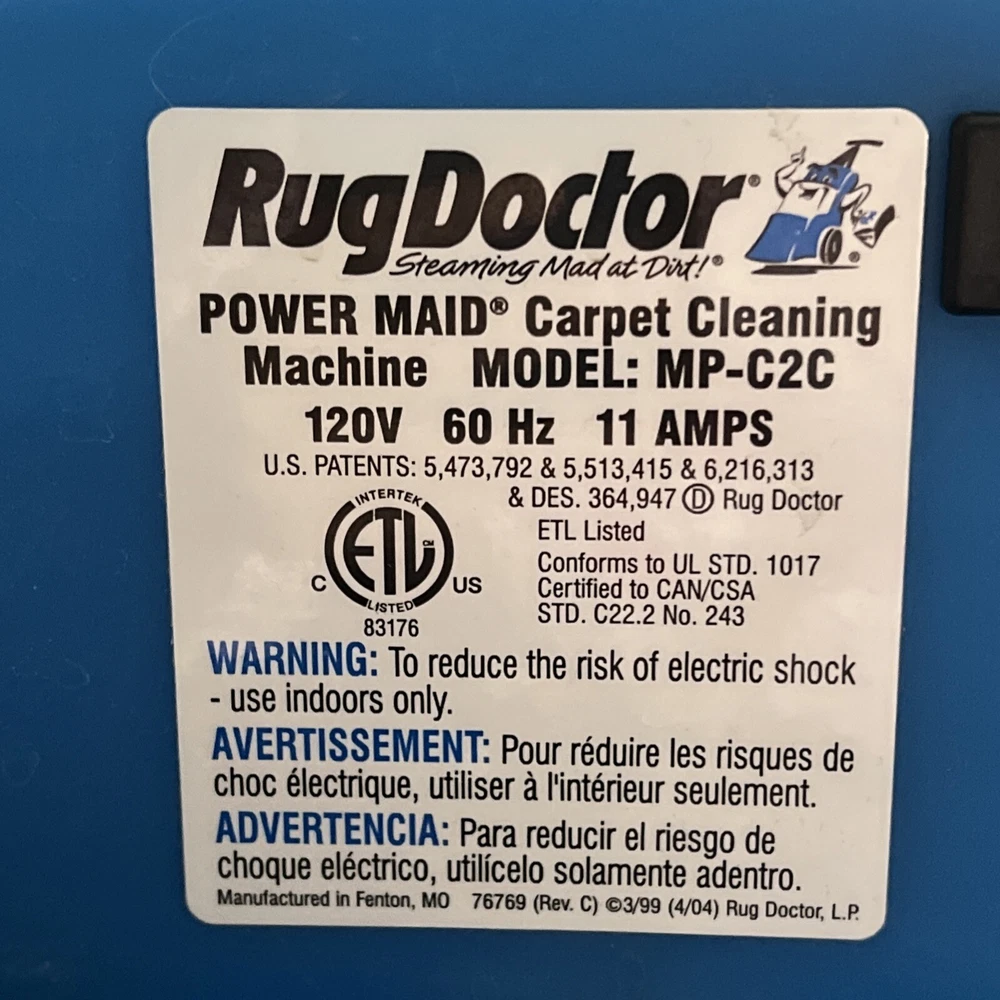 RugDoctor®
Steaming Mad at Dirt!®
®
POWER MAID® Carpet Cleaning
Machine MODEL: MP-C2C
120V 60 Hz 11 AMPS
U.S. PATENTS: 5,473,792 & 5,513,415 & 6,216,313
& DES. 364,947 Ⓓ Rug Doctor
INTERTEK
ETL CM
C US
LISTED
83176
ETL Listed
Conforms to UL STD. 1017
Certified to CAN/CSA
STD. C22.2 No. 243
WARNING: To reduce the risk of electric shock
- use indoors only.
AVERTISSEMENT: Pour réduire les risques de
choc électrique, utiliser à l'intérieur seulement.
ADVERTENCIA: Para reducir el riesgo de
choque eléctrico, utilícelo solamente adentro.
Manufactured in Fenton, MO 76769 (Rev. C) ©3/99 (4/04) Rug Doctor, L.P.